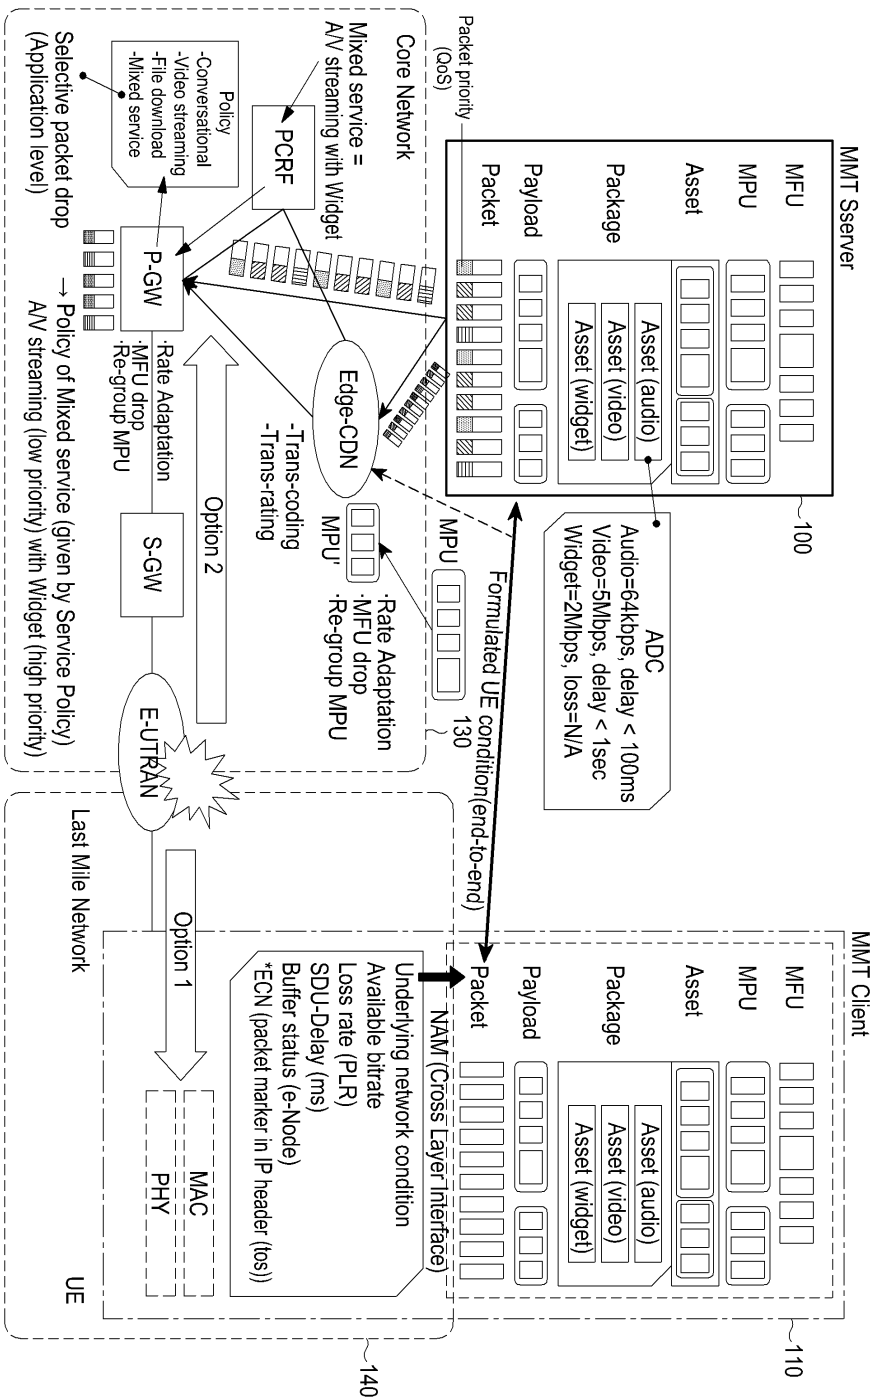 MMT Sserver
100
MFU
MPU
Asset
Package
Asset (audio)
Asset (video)
Asset (widget)
Payload
Packet
Packet priority
(QoS)
ADC
Audio=64kbps, delay < 100ms
Video=5Mbps, delay < 1sec
Widget=2Mbps, loss=N/A
MMT Client
110
MFU
MPU
Asset
Package
Asset (audio)
Asset (video)
Asset (widget)
Payload
Packet
Formulated UE condition(end-to-end)
NAM (Cross Layer Interface)
Underlying network condition
Available bitrate
Loss rate (PLR)
SDU-Delay (ms)
Buffer status (e-Node)
*ECN (packet marker in IP header (tos))
MAC
PHY
UE
140
Core Network
130
Mixed service =
A/V streaming with Widget
PCRF
Edge-CDN
-Trans-coding
-Trans-rating
MPU
MPU'
·Rate Adaptation
·MFU drop
·Re-group MPU
Policy
-Conversational
-Video streaming
-File download
-Mixed service
P-GW
·Rate Adaptation
·MFU drop
·Re-group MPU
Option 2
S-GW
E-UTRAN
Option 1
Last Mile Network
Selective packet drop
(Application level)
→ Policy of Mixed service (given by Service Policy)
A/V streaming (low priority) with Widget (high priority)